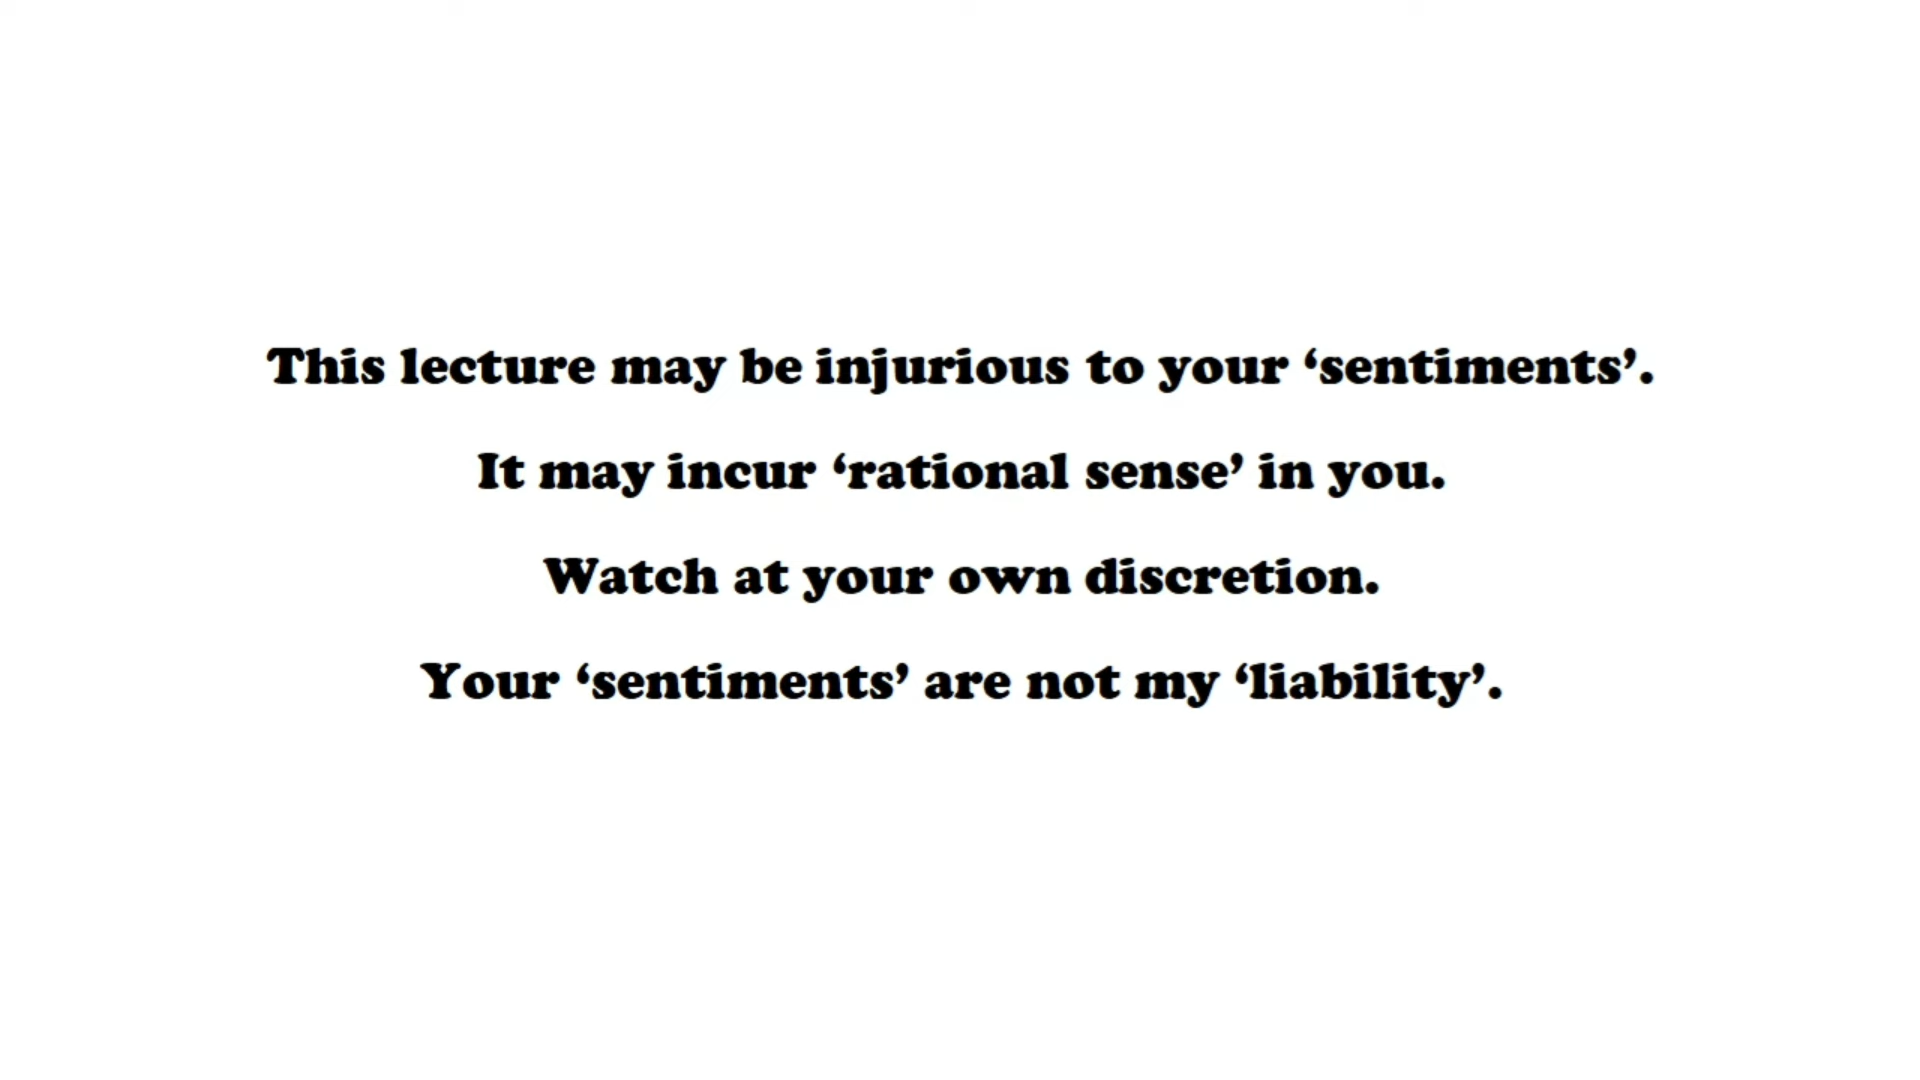 This lecture may be injurious to your ‘sentiments’.
It may incur ‘rational sense’ in you.
Watch at your own discretion.
Your ‘sentiments’ are not my ‘liability’.